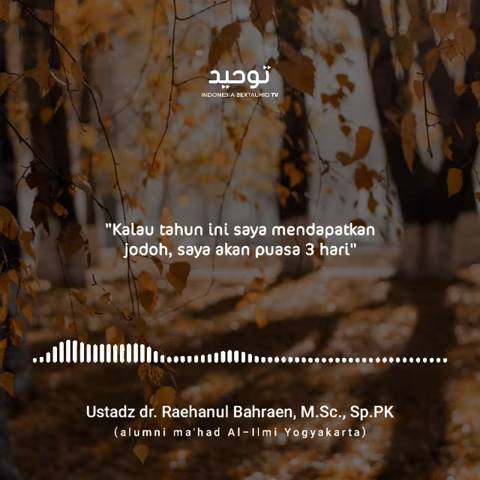 توحيد
INDONESIA BERTAUHID TV
"Kalau tahun ini saya mendapatkan
jodoh, saya akan puasa 3 hari"
Ustadz dr. Raehanul Bahraen, M.Sc., Sp.PK
(alumni ma'had Al-Ilmi Yogyakarta)